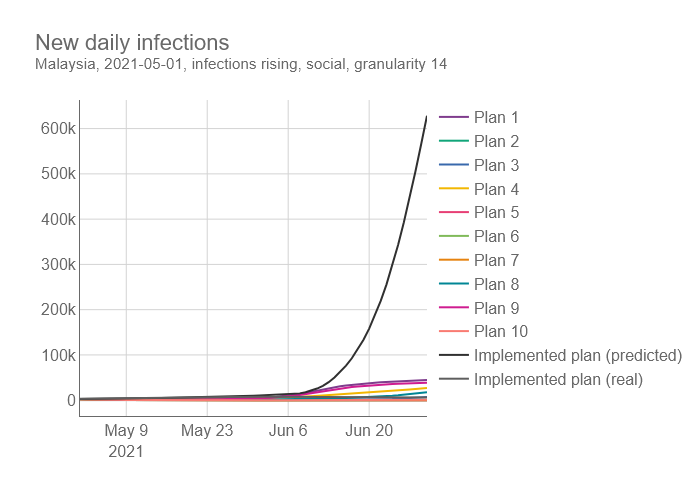 New daily infections
Malaysia, 2021-05-01, infections rising, social, granularity 14
600k
500k
400k
300k
200k
100k
0
May 9
2021
May 23
Jun 6
Jun 20
Plan 1
Plan 2
Plan 3
Plan 4
Plan 5
Plan 6
Plan 7
Plan 8
Plan 9
Plan 10
Implemented plan (predicted)
Implemented plan (real)